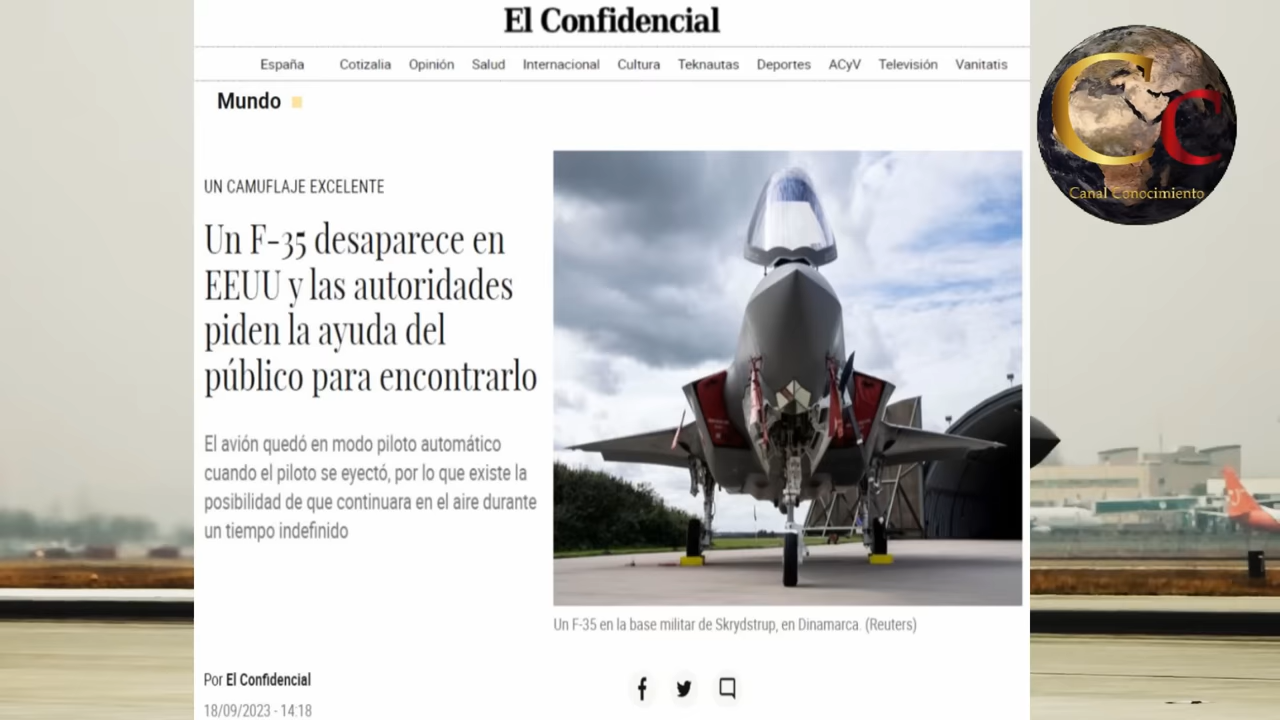 El Confidencial
España Cotizalia Opinión Salud Internacional Cultura Teknautas Deportes ACyV Televisión Vanitatis
Mundo
UN CAMUFLAJE EXCELENTE
Un F-35 desaparece en
EEUU y las autoridades
piden la ayuda del
público para encontrarlo
El avión quedó en modo piloto automático
cuando el piloto se eyectó, por lo que existe la
posibilidad de que continuara en el aire durante
un tiempo indefinido
Un F-35 en la base militar de Skrydstrup, en Dinamarca. (Reuters)
Por El Confidencial
18/09/2023 - 14:18
C c
Canal Conocimiento